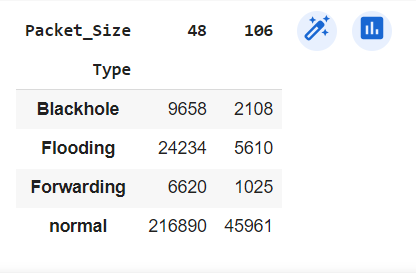 Packet_Size 48 106
Type
Blackhole 9658 2108
Flooding 24234 5610
Forwarding 6620 1025
normal 216890 45961